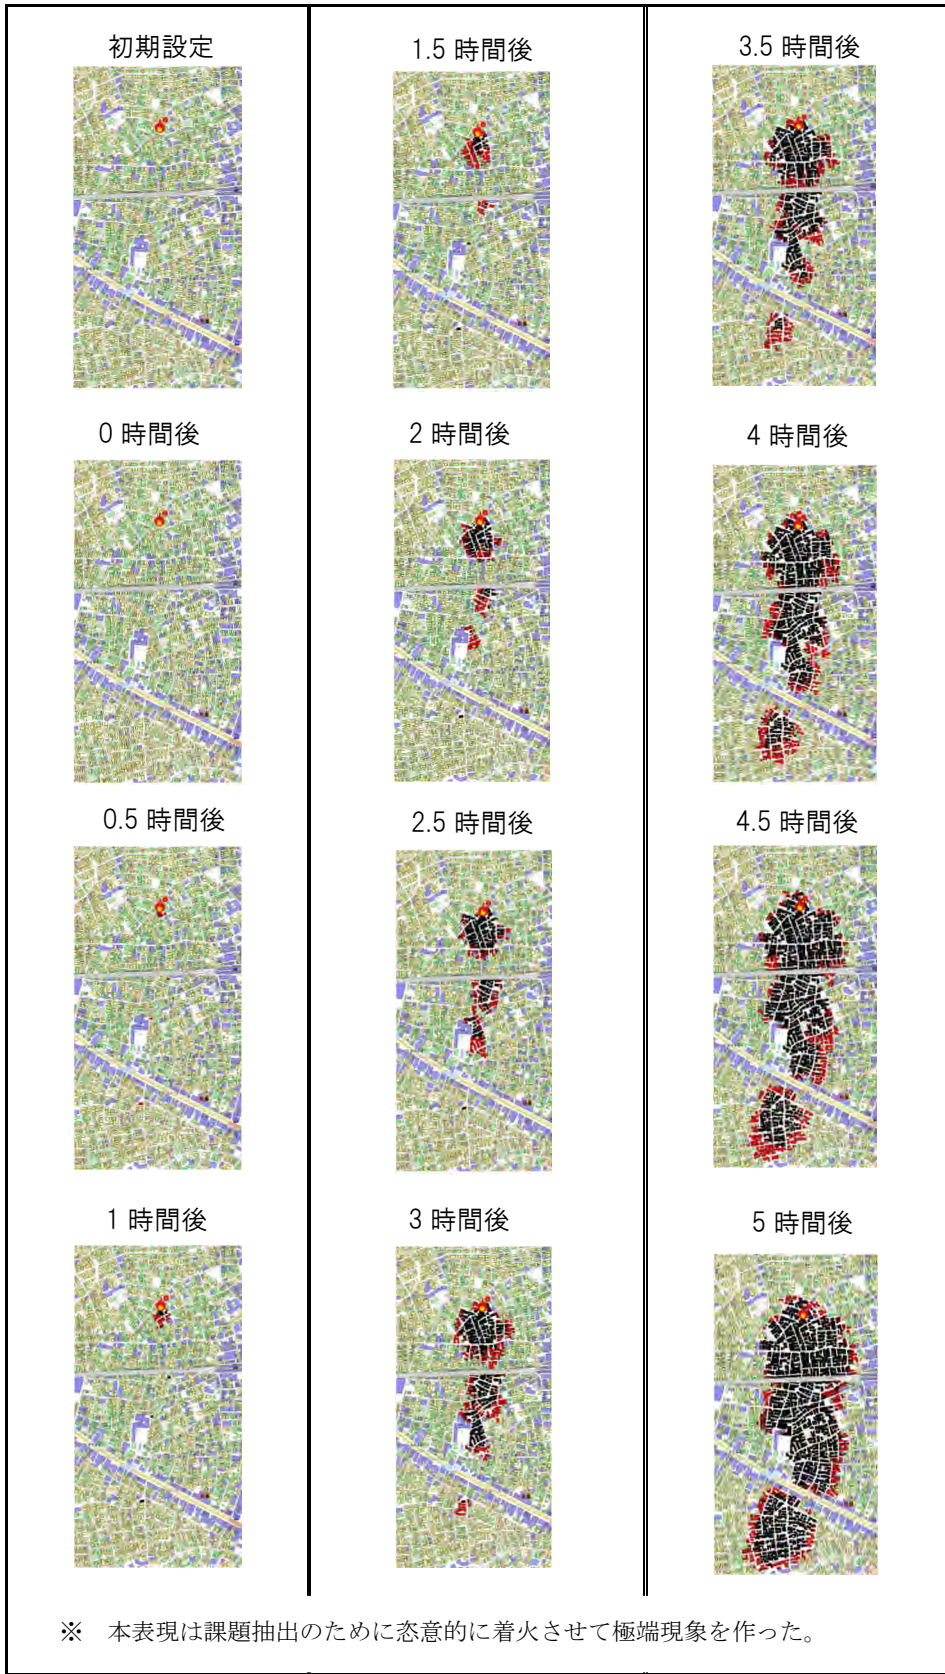 初期設定
0 時間後
0.5 時間後
1 時間後
1.5 時間後
2 時間後
2.5 時間後
3 時間後
3.5 時間後
4 時間後
4.5 時間後
5 時間後
※ 本表現は課題抽出のために恣意的に着火させて極端現象を作った。